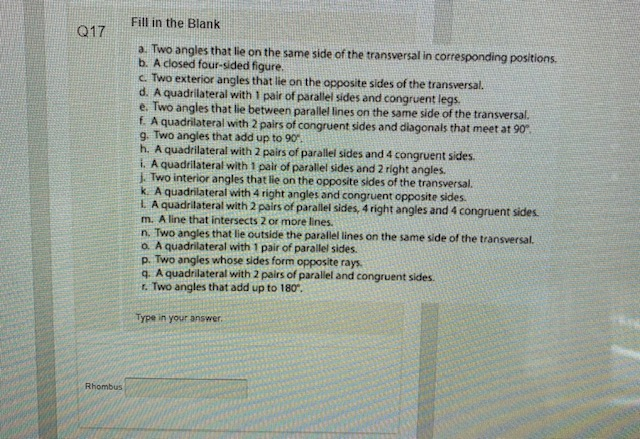 Q17
Fill in the Blank
a. Two angles that lie on the same side of the transversal in corresponding positions.
b. A closed four-sided figure.
c. Two exterior angles that lie on the opposite sides of the transversal.
d. A quadrilateral with 1 pair of parallel sides and congruent legs.
e. Two angles that lie between parallel lines on the same side of the transversal.
f. A quadrilateral with 2 pairs of congruent sides and diagonals that meet at 90°.
g. Two angles that add up to 90°.
h. A quadrilateral with 2 pairs of parallel sides and 4 congruent sides.
i. A quadrilateral with 1 pair of parallel sides and 2 right angles.
j. Two interior angles that lie on the opposite sides of the transversal.
k. A quadrilateral with 4 right angles and congruent opposite sides.
l. A quadrilateral with 2 pairs of parallel sides, 4 right angles and 4 congruent sides.
m. A line that intersects 2 or more lines.
n. Two angles that lie outside the parallel lines on the same side of the transversal.
o. A quadrilateral with 1 pair of parallel sides.
p. Two angles whose sides form opposite rays.
q. A quadrilateral with 2 pairs of parallel and congruent sides.
r. Two angles that add up to 180°.
Type in your answer.
Rhombus